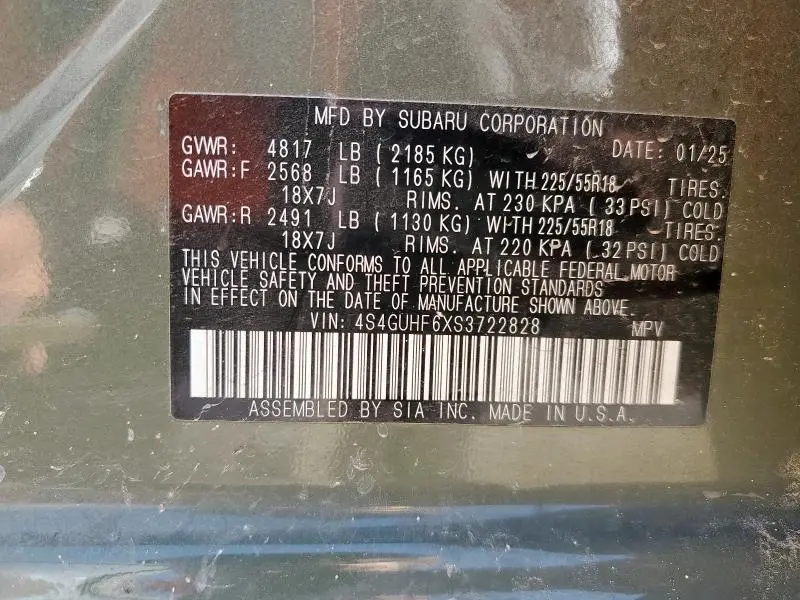 MFD BY SUBARU CORPORATION
GVWR: 4817 LB (2185 KG) DATE: 01/25
GAWR:F 2568 LB (1165 KG) WITH 225/55R18 TIRES.
18X7J RIMS. AT 230 KPA (33 PSI) COLD
GAWR:R 2491 LB (1130 KG) WITH 225/55R18 TIRES.
18X7J RIMS. AT 220 KPA (32 PSI) COLD
THIS VEHICLE CONFORMS TO ALL APPLICABLE FEDERAL MOTOR
VEHICLE SAFETY AND THEFT PREVENTION STANDARDS
IN EFFECT ON THE DATE OF MANUFACTURE SHOWN ABOVE.
VIN: 4S4GUHF6XS3722828 MPV
ASSEMBLED BY SIA INC. MADE IN U.S.A.